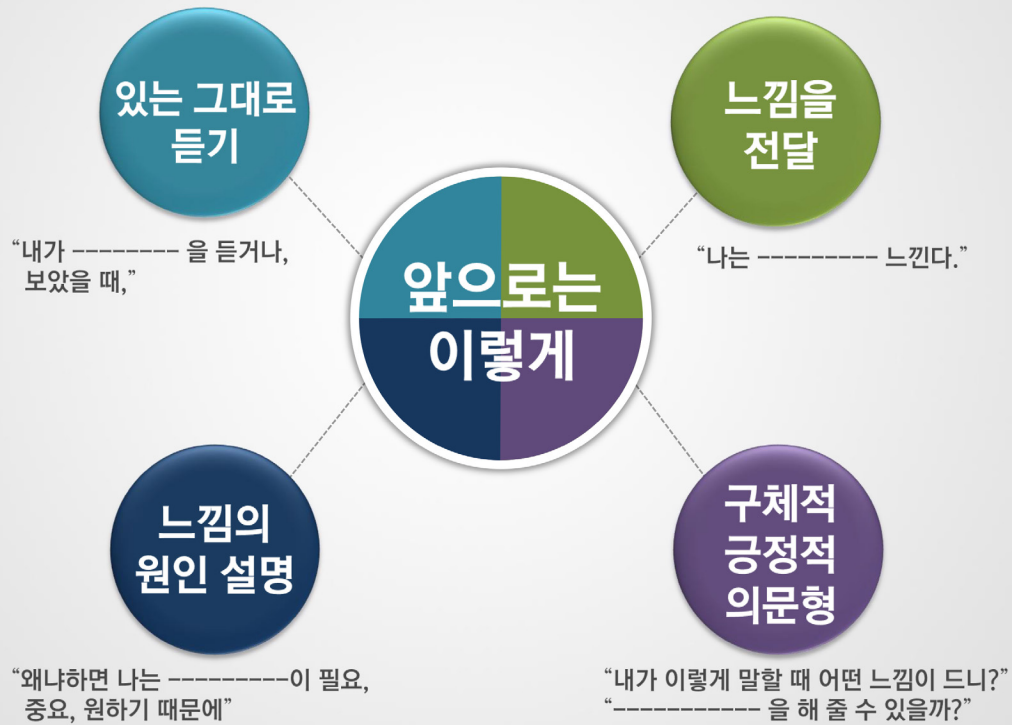 있는 그대로
듣기
“내가 -------- 을 듣거나,
보았을 때,”
느낌을
전달
“나는 --------- 느낀다.”
앞으로는
이렇게
느낌의
원인 설명
“왜냐하면 나는 ---------이 필요,
중요, 원하기 때문에”
구체적
긍정적
의문형
“내가 이렇게 말할 때 어떤 느낌이 드니?”
“----------- 을 해 줄 수 있을까?”